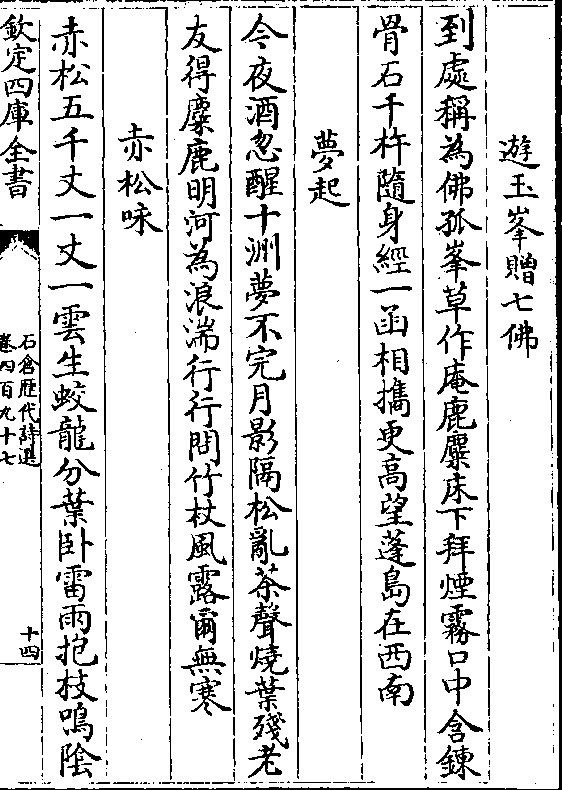 遊玉峯贈七佛
到處稱為佛孤峯草作庵鹿麋床下拜煙霧口中含鍊
骨石千杵隨身經一函相攜更高望蓬島在西南
夢起
今夜酒忽醒十洲夢不完月影隔松亂茶聲燒葉殘老
友得麋鹿明河為浪湍行行問竹杖風露爾無寒
赤松咏
赤松五千丈一丈一雲生蛟龍分葉卧雷雨抱枝鳴陰
欽定四庫全書
石倉歴代詩選
卷四百九十七
十四